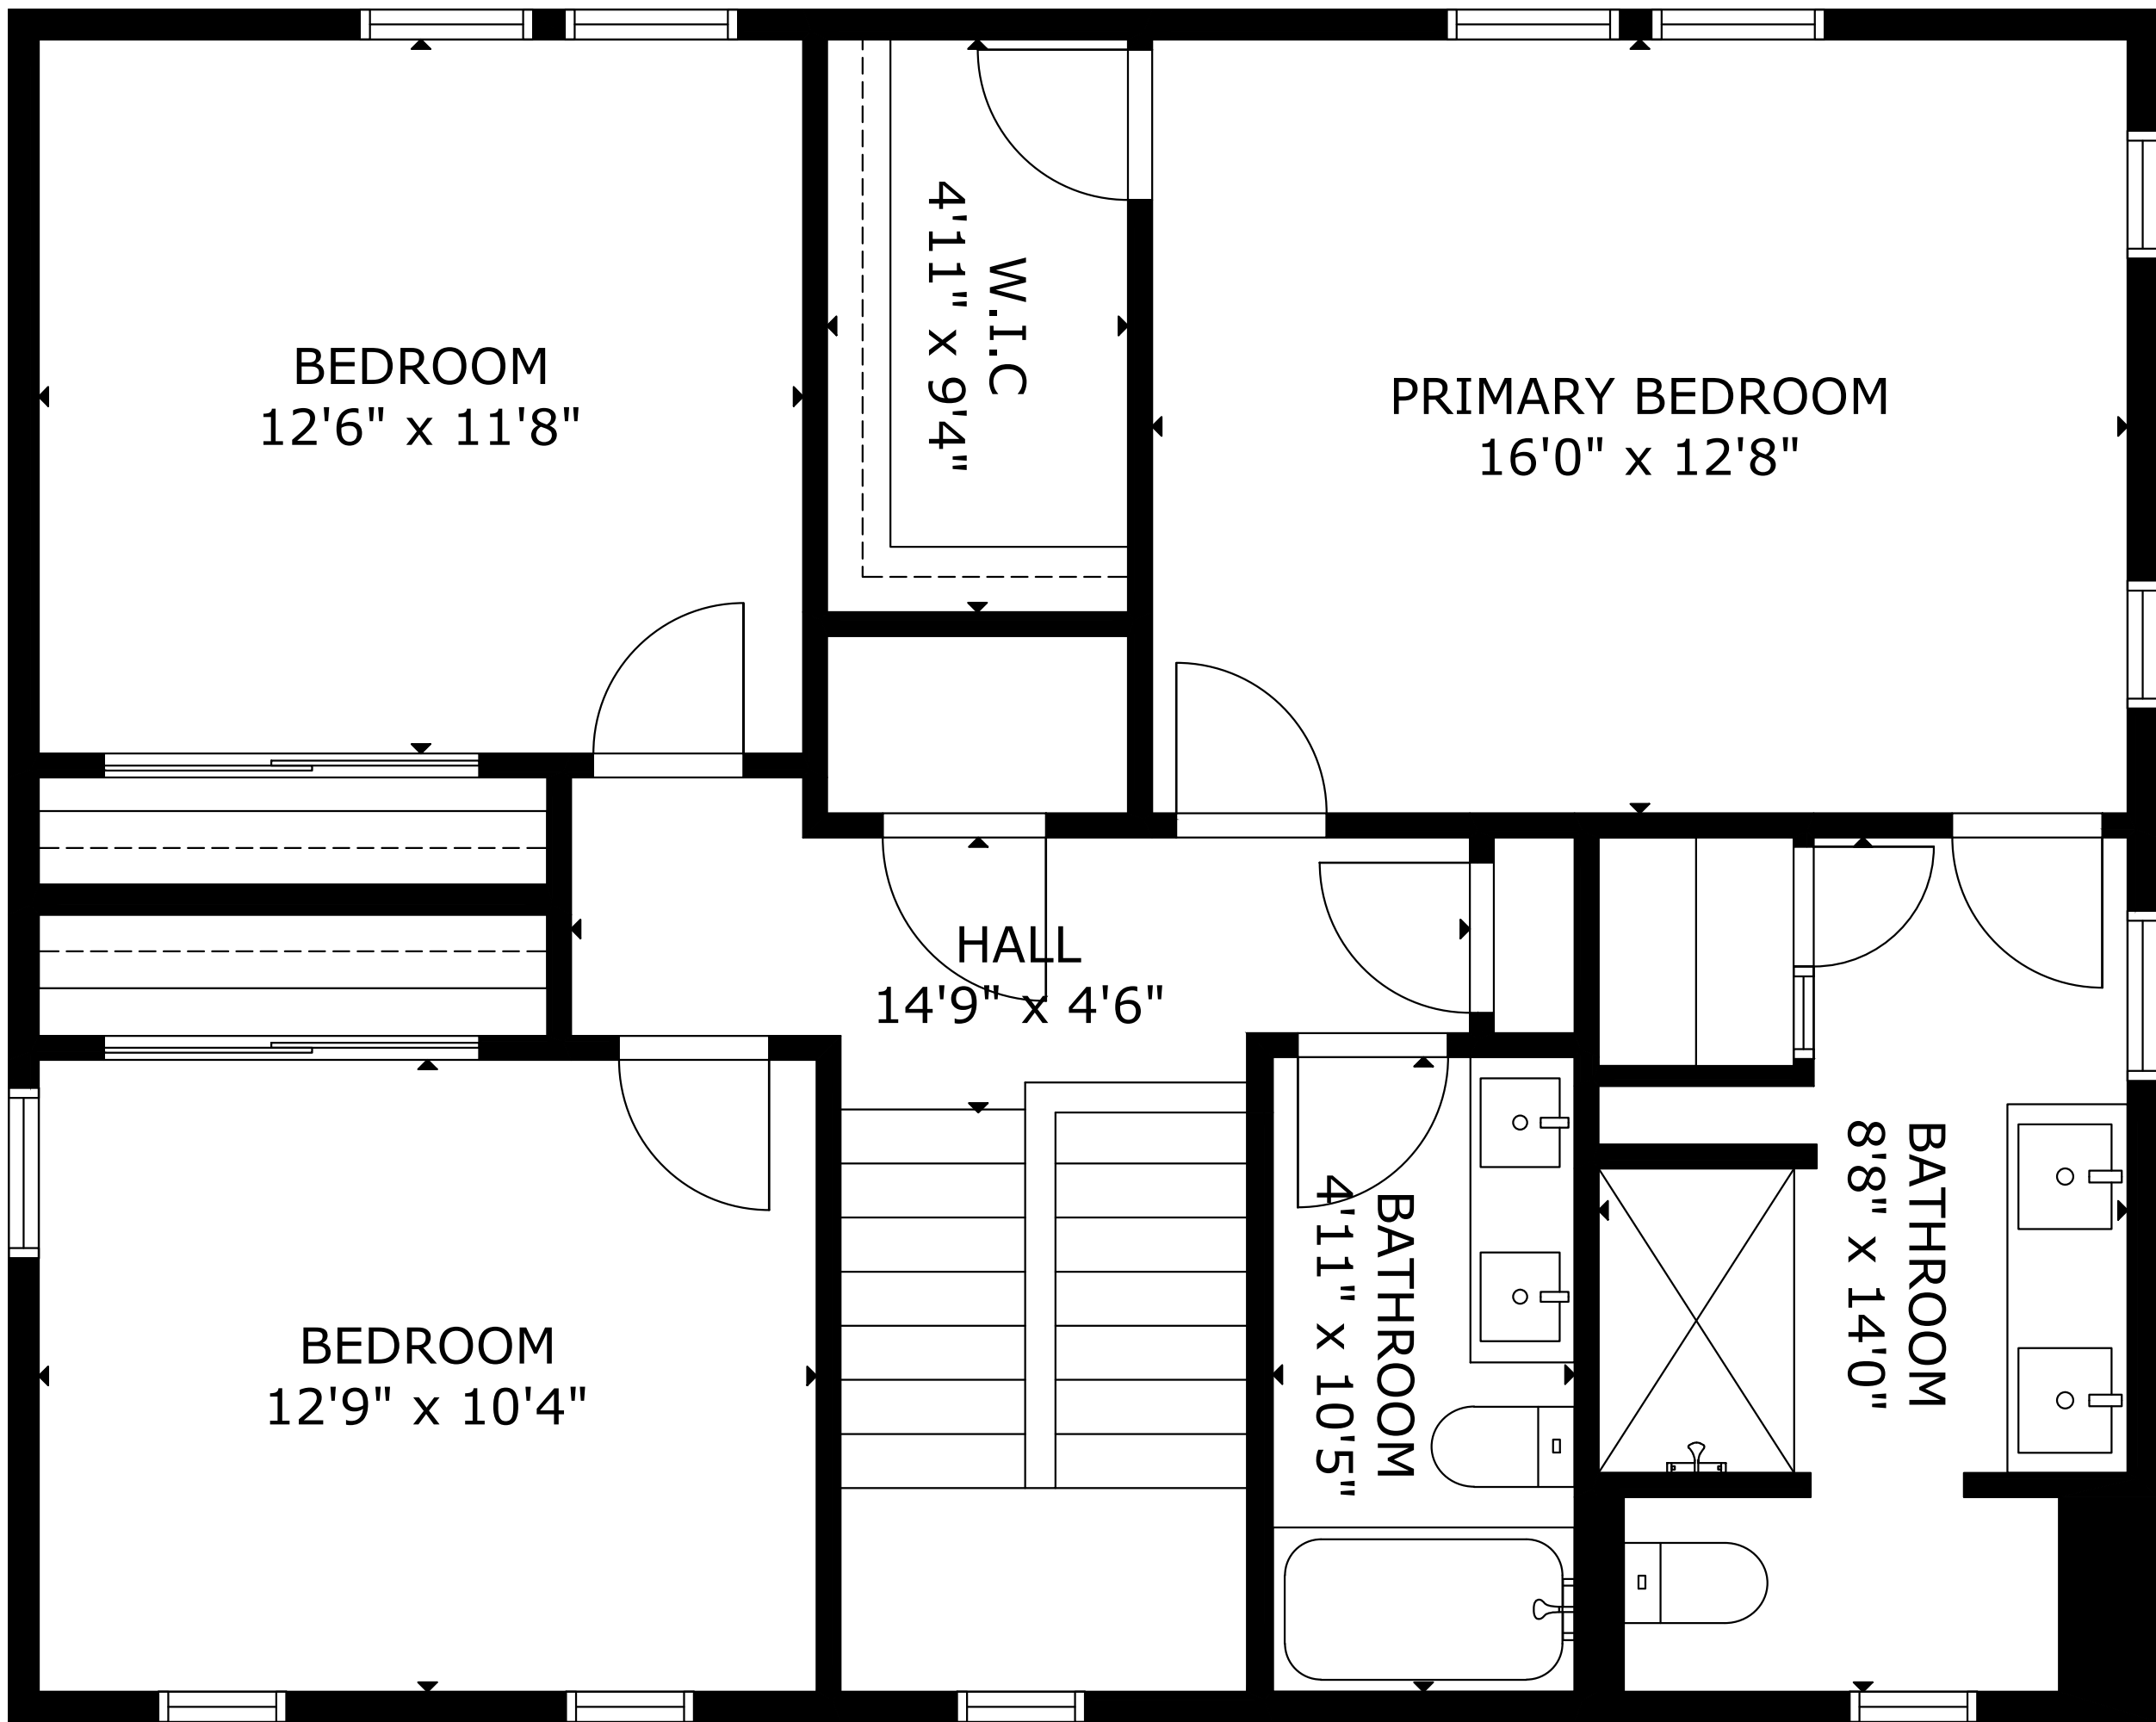 BEDROOM
12'6" x 11'8"
W.I.C
4'11" x 9'4"
PRIMARY BEDROOM
16'0" x 12'8"
HALL
14'9" x 4'6"
BEDROOM
12'9" x 10'4"
BATHROOM
4'11" x 10'5"
BATHROOM
8'8" x 14'0"